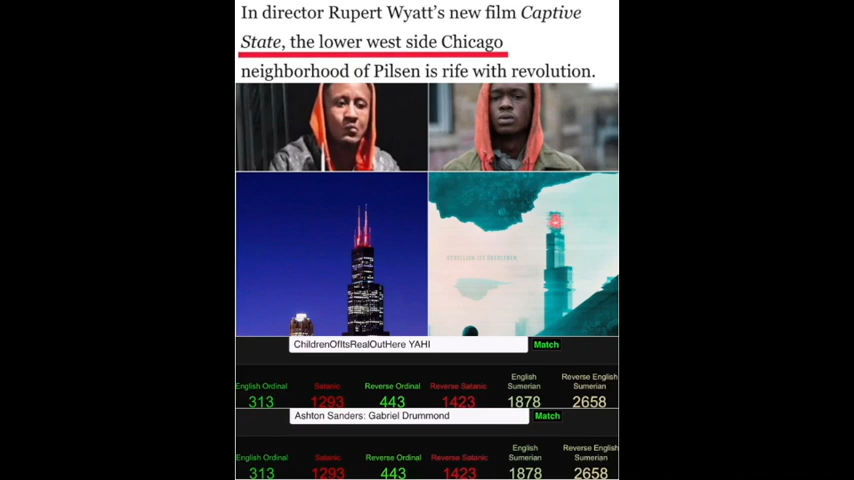 In director Rupert Wyatt's new film Captive
State, the lower west side Chicago
neighborhood of Pilsen is rife with revolution.
ChildrenOfItsRealOutHere YAHI
Match
English Ordinal
Satanic
Reverse Ordinal
Reverse Satanic
English Sumerian
Reverse English Sumerian
313
1293
443
1423
1878
2658
Ashton Sanders: Gabriel Drummond
Match
English Ordinal
Satanic
Reverse Ordinal
Reverse Satanic
English Sumerian
Reverse English Sumerian
313
1293
443
1423
1878
2658